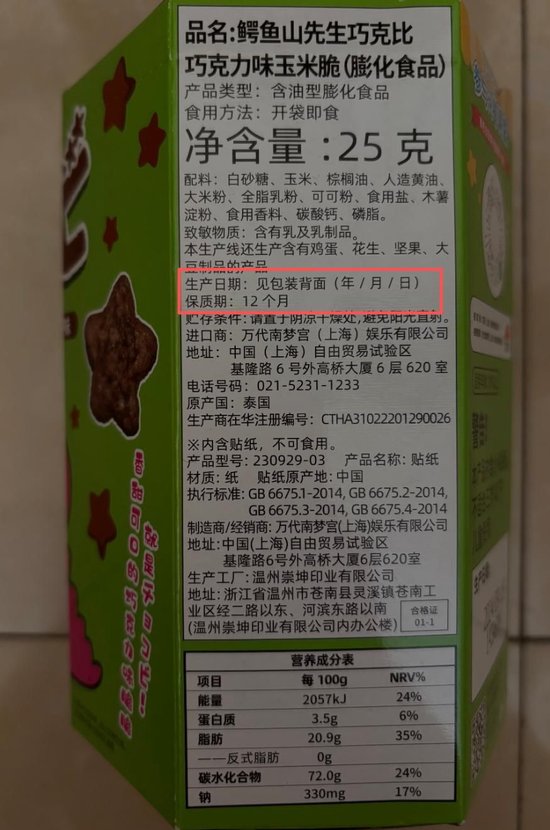 品名:鳄鱼山先生巧克比
巧克力味玉米脆(膨化食品)
产品类型：含油型膨化食品
食用方法：开袋即食
净含量:25 克
配料：白砂糖、玉米、棕榈油、人造黄油、
大米粉、全脂乳粉、可可粉、食用盐、木薯
淀粉、食用香料、碳酸钙、磷脂。
致敏物质：含有乳及乳制品。
本生产线还生产含有鸡蛋、花生、坚果、大
豆制品的产品
生产日期：见包装背面（年/月/日）
保质期：12 个月
贮存条件:请置于阴凉干燥处,避免阳光直射。
进口商：万代南梦宫（上海）娱乐有限公司
地址：中国（上海）自由贸易试验区
基隆路 6 号外高桥大厦 6 层 620 室
电话号码：021-5231-1233
原产国：泰国
生产商在华注册编号：CTHA31022201290026
※内含贴纸，不可食用。
产品型号：230929-03 产品名称：贴纸
材质：纸 贴纸原产地：中国
执行标准: GB 6675.1-2014, GB 6675.2-2014,
GB 6675.3-2014, GB 6675.4-2014
制造商/经销商: 万代南梦宫(上海)娱乐有限公司
地址:中国(上海)自由贸易试验区
基隆路6号外高桥大厦6层620室
生产工厂:温州崇坤印业有限公司
地址:浙江省温州市苍南县灵溪镇苍南工
业区经二路以东、河滨东路以南
(温州崇坤印业有限公司内办公楼)
合格证
01-1
营养成分表
项目 每 100g NRV%
能量 2057kJ 24%
蛋白质 3.5g 6%
脂肪 20.9g 35%
——反式脂肪 0g
碳水化合物 72.0g 24%
钠 330mg 17%
就是チョコビ!
香甜可口的巧克力味脆脆